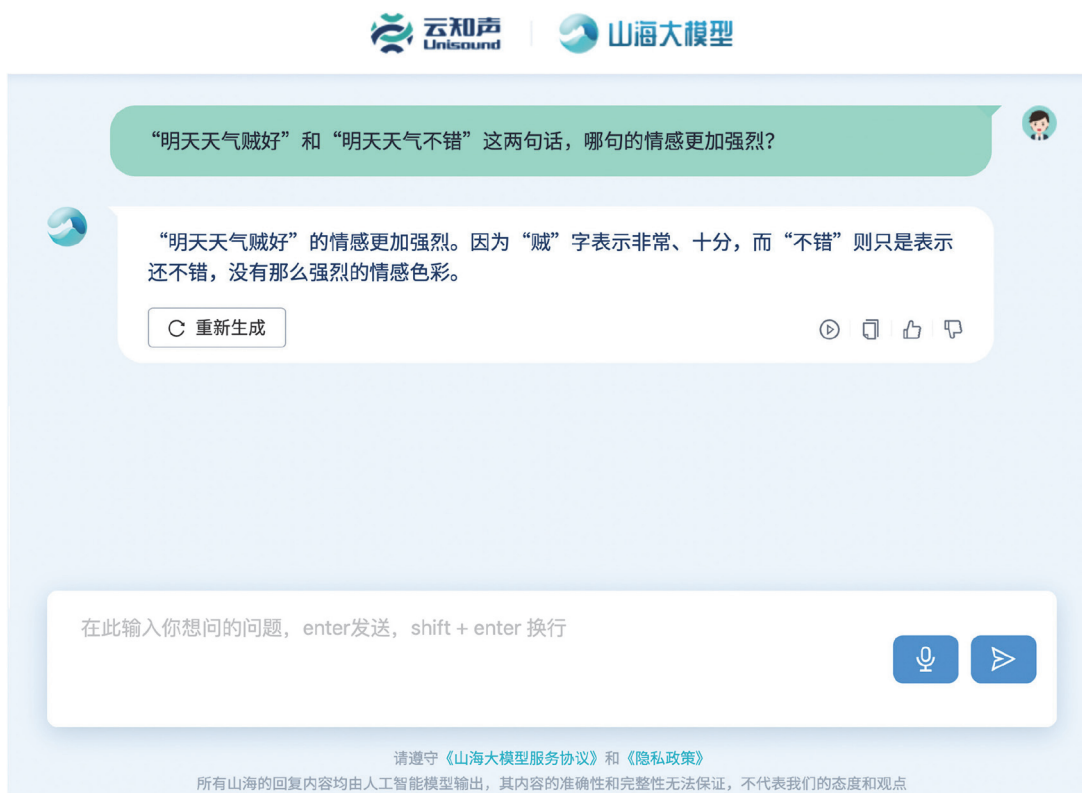 云知声
Unisound
山海大模型
“明天天气贼好”和“明天天气不错”这两句话，哪句的情感更加强烈？
“明天天气贼好”的情感更加强烈。因为“贼”字表示非常、十分，而“不错”则只是表示
还不错，没有那么强烈的情感色彩。
重新生成
在此输入你想问的问题，enter发送，shift + enter 换行
请遵守《山海大模型服务协议》和《隐私政策》
所有山海的回复内容均由人工智能模型输出，其内容的准确性和完整性无法保证，不代表我们的态度和观点